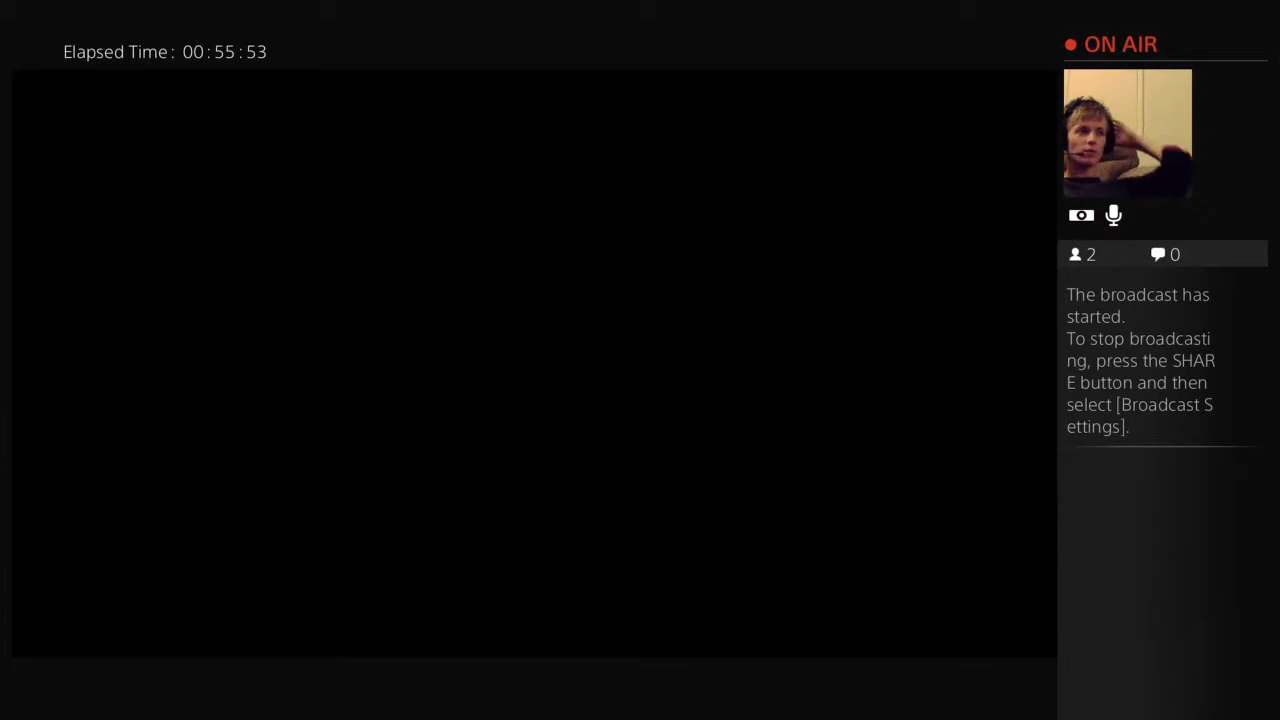 Elapsed Time: 00:55:53
ON AIR
2 0
The broadcast has
started.
To stop broadcasti
ng, press the SHAR
E button and then
select [Broadcast S
ettings].